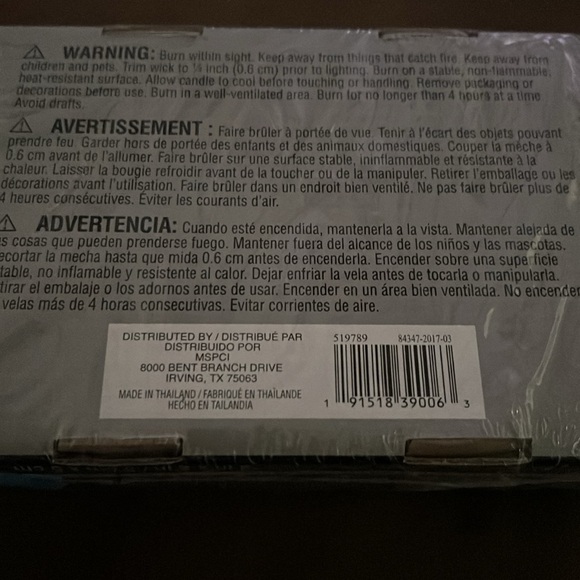 ⚠ WARNING: Burn within sight. Keep away from things that catch fire. Keep away from
children and pets. Trim wick to ¼ inch (0.6 cm) prior to lighting. Burn on a stable, non-flammable,
heat-resistant surface. Allow candle to cool before touching or handling. Remove packaging or
decorations before use. Burn in a well-ventilated area. Burn for no longer than 4 hours at a time.
Avoid drafts.
⚠ AVERTISSEMENT : Faire brûler à portée de vue. Tenir à l'écart des objets pouvant
prendre feu. Garder hors de portée des enfants et des animaux domestiques. Couper la mèche à
0.6 cm avant de l'allumer. Faire brûler sur une surface stable, ininflammable et résistante à la
chaleur. Laisser la bougie refroidir avant de la toucher ou de la manipuler. Retirer l'emballage ou les
décorations avant l'utilisation. Faire brûler dans un endroit bien ventilé. Ne pas faire brûler plus de
4 heures consécutives. Éviter les courants d'air.
⚠ ADVERTENCIA: Cuando esté encendida, mantenerla a la vista. Mantener alejada de
s cosas que pueden prenderse fuego. Mantener fuera del alcance de los niños y las mascotas.
ecortar la mecha hasta que mida 0.6 cm antes de encenderla. Encender sobre una superficie
table, no inflamable y resistente al calor. Dejar enfriar la vela antes de tocarla o manipularla.
tirar el embalaje o los adornos antes de usar. Encender en un área bien ventilada. No encender
velas más de 4 horas consecutivas. Evitar corrientes de aire.
DISTRIBUTED BY / DISTRIBUÉ PAR
DISTRIBUIDO POR
MSPCI
8000 BENT BRANCH DRIVE
IRVING, TX 75063
MADE IN THAILAND / FABRIQUÉ EN THAÏLANDE
HECHO EN TAILANDIA
519789 84347-2017-03
1 91518 39006 3